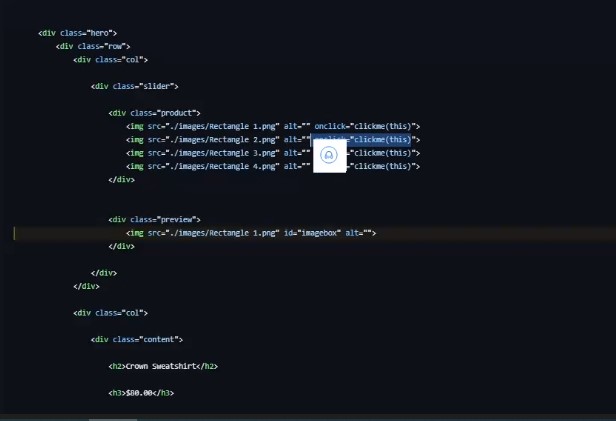 <div class="hero">
<div class="row">
<div class="col">
<div class="slider">
<div class="product">
<img src="./images/Rectangle 1.png" alt="" onclick="clickme(this)">
<img src="./images/Rectangle 2.png" alt="" onclick="clickme(this)">
<img src="./images/Rectangle 3.png" alt="" ="clickme(this)">
<img src="./images/Rectangle 4.png" alt="" ="clickme(this)">
</div>
<div class="preview">
<img src="./images/Rectangle 1.png" id="imagebox" alt="">
</div>
</div>
</div>
<div class="col">
<div class="content">
<h2>Crown Sweatshirt</h2>
<h3>$80.00</h3>